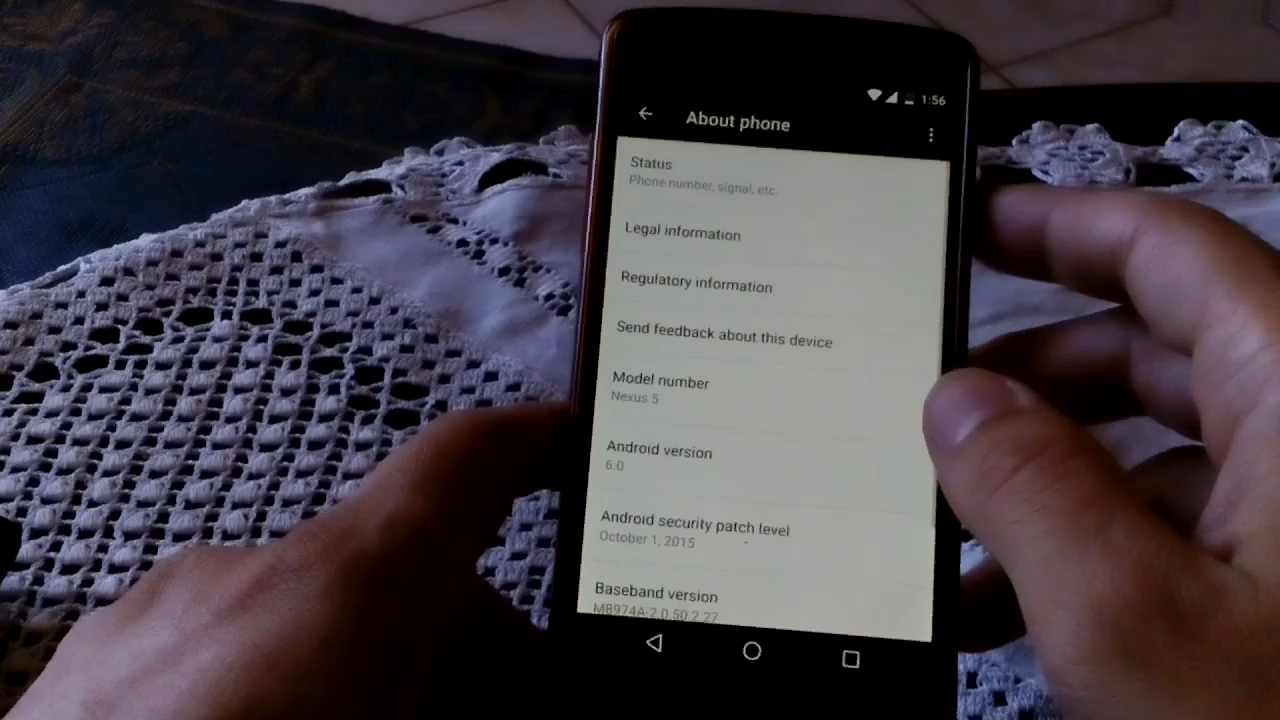 1:56
About phone
Status
Phone number, signal, etc.
Legal information
Regulatory information
Send feedback about this device
Model number
Nexus 5
Android version
6.0
Android security patch level
October 1, 2015
Baseband version
M8974A-2.0.50.2.27